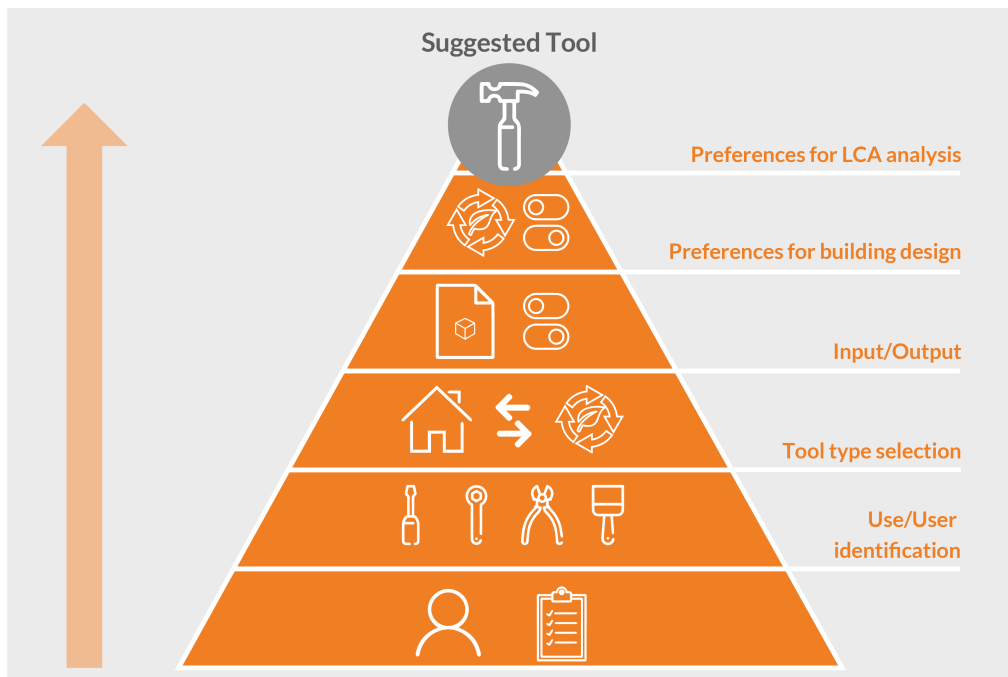 Suggested Tool
Preferences for LCA analysis
Preferences for building design
Input/Output
Tool type selection
Use/User
identification